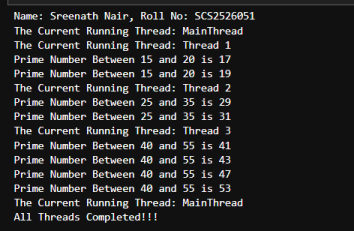 Name: Sreenath Nair, Roll No: SCS2526051
The Current Running Thread: MainThread
The Current Running Thread: Thread 1
Prime Number Between 15 and 20 is 17
Prime Number Between 15 and 20 is 19
The Current Running Thread: Thread 2
Prime Number Between 25 and 35 is 29
Prime Number Between 25 and 35 is 31
The Current Running Thread: Thread 3
Prime Number Between 40 and 55 is 41
Prime Number Between 40 and 55 is 43
Prime Number Between 40 and 55 is 47
Prime Number Between 40 and 55 is 53
The Current Running Thread: MainThread
All Threads Completed!!!